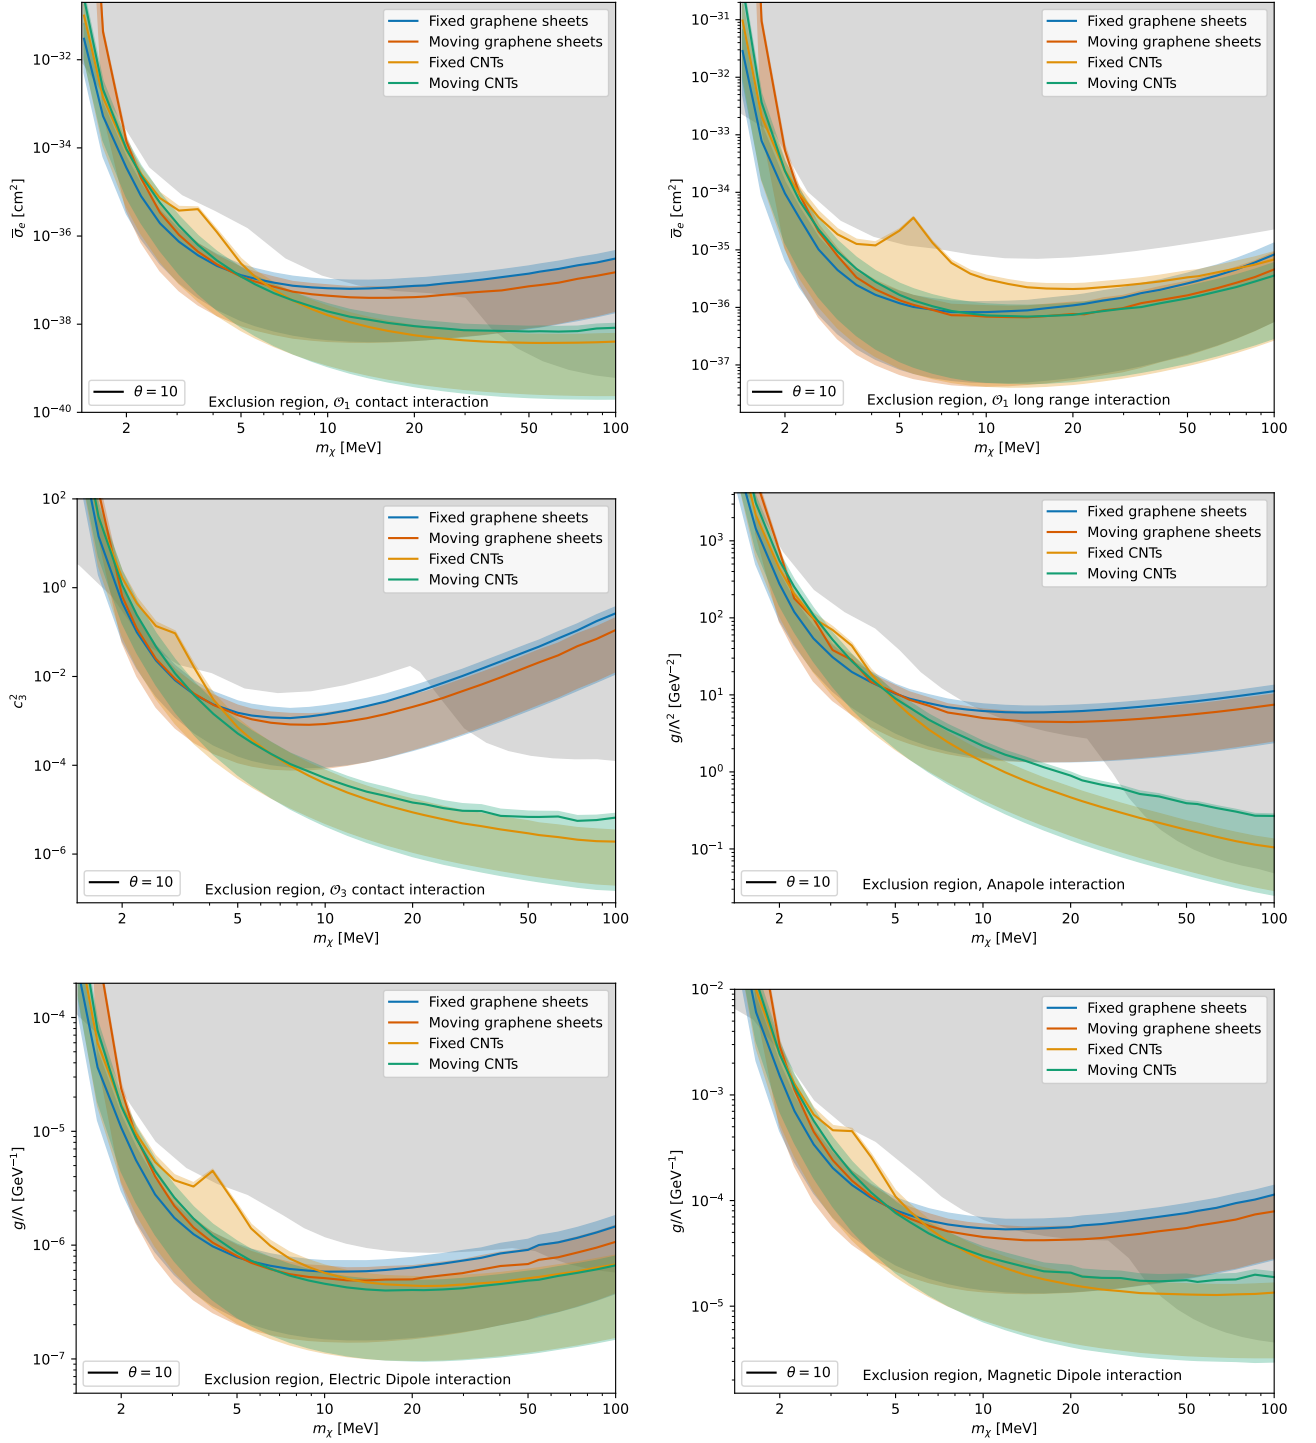 Fixed graphene sheets
Moving graphene sheets
Fixed CNTs
Moving CNTs
10⁻³²
10⁻³⁴
10⁻³⁶
10⁻³⁸
10⁻⁴⁰
σ̅ₑ [cm²]
θ = 10
Exclusion region, 𝒪₁ contact interaction
2 5 10 20 50 100
mᵪ [MeV]
Fixed graphene sheets
Moving graphene sheets
Fixed CNTs
Moving CNTs
10⁻³¹
10⁻³²
10⁻³³
10⁻³⁴
10⁻³⁵
10⁻³⁶
10⁻³⁷
σ̅ₑ [cm²]
θ = 10
Exclusion region, 𝒪₁ long range interaction
2 5 10 20 50 100
mᵪ [MeV]
Fixed graphene sheets
Moving graphene sheets
Fixed CNTs
Moving CNTs
10²
10⁰
10⁻²
10⁻⁴
10⁻⁶
c₃²
θ = 10
Exclusion region, 𝒪₃ contact interaction
2 5 10 20 50 100
mᵪ [MeV]
Fixed graphene sheets
Moving graphene sheets
Fixed CNTs
Moving CNTs
10³
10²
10¹
10⁰
10⁻¹
g/Λ² [GeV⁻²]
θ = 10
Exclusion region, Anapole interaction
2 5 10 20 50 100
mᵪ [MeV]
Fixed graphene sheets
Moving graphene sheets
Fixed CNTs
Moving CNTs
10⁻⁴
10⁻⁵
10⁻⁶
10⁻⁷
g/Λ [GeV⁻¹]
θ = 10
Exclusion region, Electric Dipole interaction
2 5 10 20 50 100
mᵪ [MeV]
Fixed graphene sheets
Moving graphene sheets
Fixed CNTs
Moving CNTs
10⁻²
10⁻³
10⁻⁴
10⁻⁵
g/Λ [GeV⁻¹]
θ = 10
Exclusion region, Magnetic Dipole interaction
2 5 10 20 50 100
mᵪ [MeV]